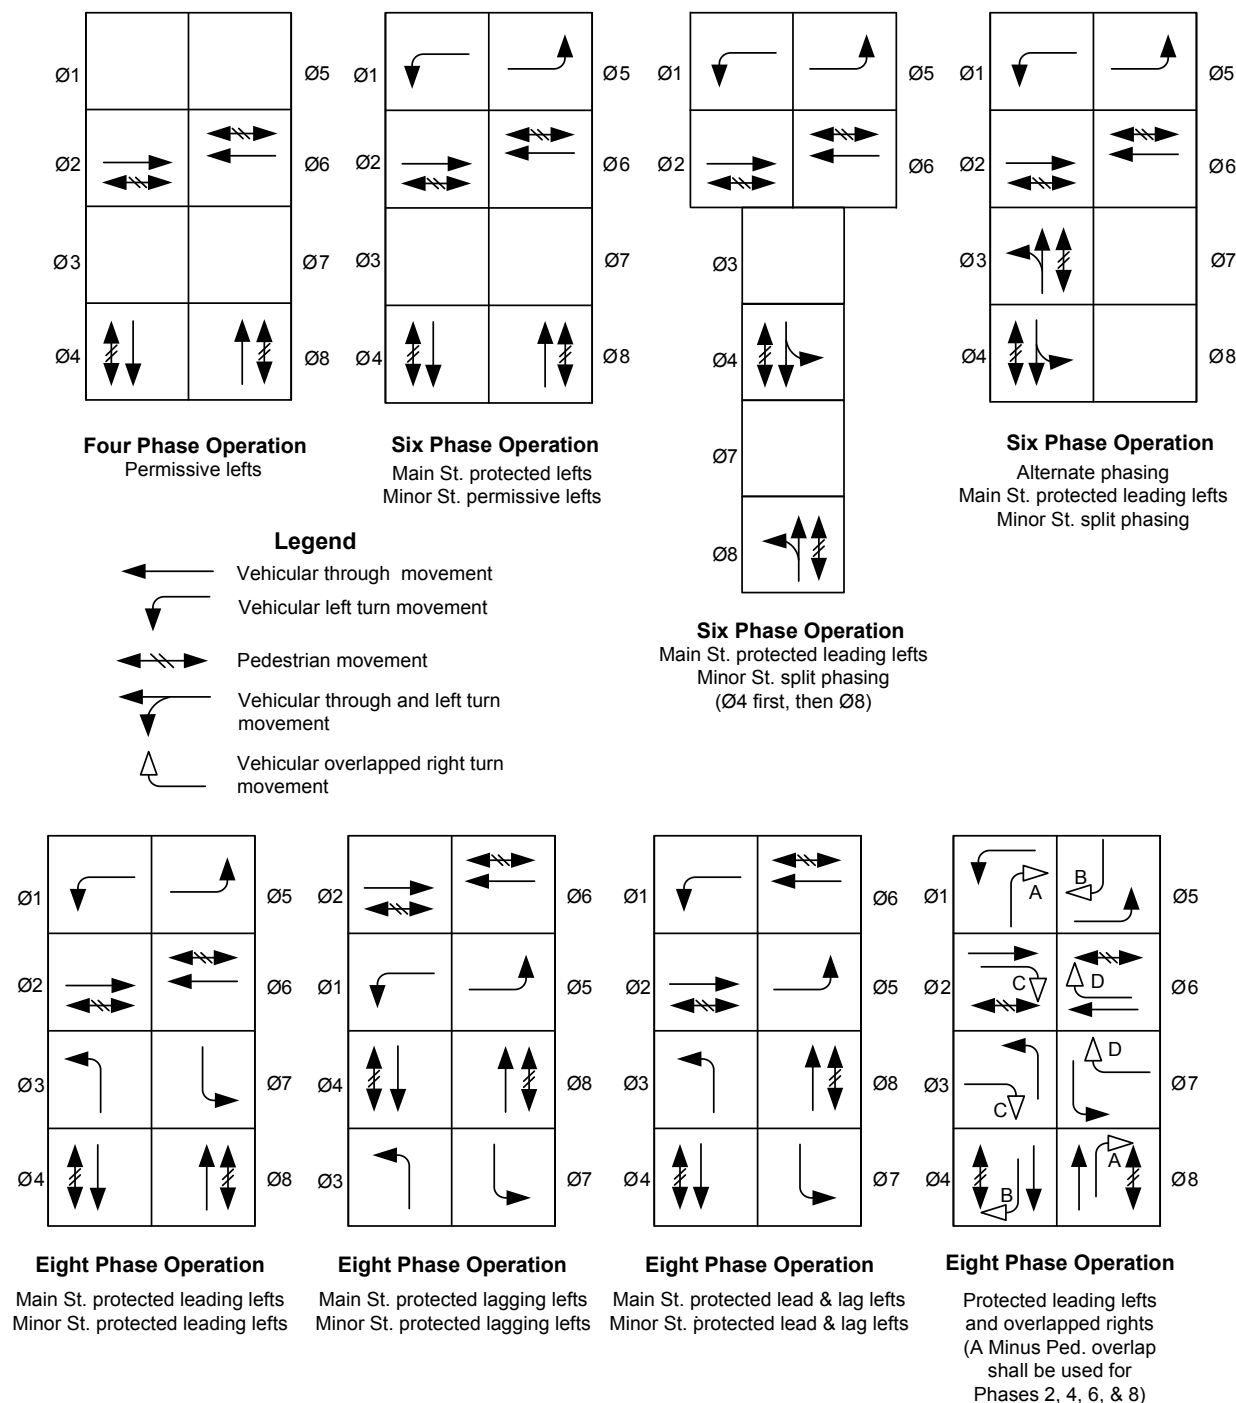 Ø1
Ø5
Ø2
Ø6
Ø3
Ø7
Ø4
Ø8
Four Phase Operation
Permissive lefts
Ø1
Ø5
Ø2
Ø6
Ø3
Ø7
Ø4
Ø8
Six Phase Operation
Main St. protected lefts
Minor St. permissive lefts
Ø1
Ø5
Ø2
Ø6
Ø3
Ø4
Ø7
Ø8
Six Phase Operation
Main St. protected leading lefts
Minor St. split phasing
(Ø4 first, then Ø8)
Ø1
Ø5
Ø2
Ø6
Ø3
Ø7
Ø4
Ø8
Six Phase Operation
Alternate phasing
Main St. protected leading lefts
Minor St. split phasing
Legend
Vehicular through movement
Vehicular left turn movement
Pedestrian movement
Vehicular through and left turn
movement
Vehicular overlapped right turn
movement
Ø1
Ø5
Ø2
Ø6
Ø3
Ø7
Ø4
Ø8
Eight Phase Operation
Main St. protected leading lefts
Minor St. protected leading lefts
Ø2
Ø6
Ø1
Ø5
Ø4
Ø8
Ø3
Ø7
Eight Phase Operation
Main St. protected lagging lefts
Minor St. protected lagging lefts
Ø1
Ø6
Ø2
Ø5
Ø3
Ø8
Ø4
Ø7
Eight Phase Operation
Main St. protected lead & lag lefts
Minor St. protected lead & lag lefts
Ø1
A
B
Ø5
Ø2
C
D
Ø6
Ø3
C
D
Ø7
Ø4
B
A
Ø8
Eight Phase Operation
Protected leading lefts
and overlapped rights
(A Minus Ped. overlap
shall be used for
Phases 2, 4, 6, & 8)